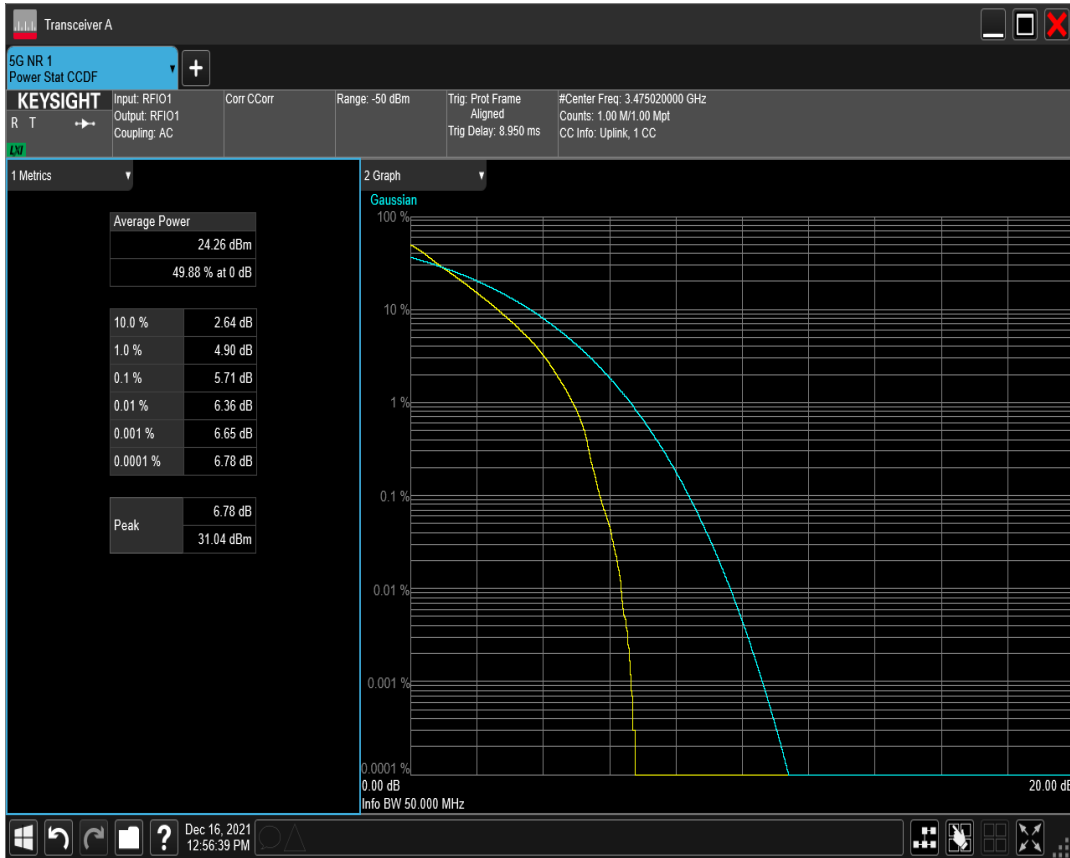 Transceiver A
5G NR 1
Power Stat CCDF
+
KEYSIGHT
R T
LXI
Input: RFIO1
Output: RFIO1
Coupling: AC
Corr CCorr
Range: -50 dBm
Trig: Prot Frame
Aligned
Trig Delay: 8.950 ms
#Center Freq: 3.475020000 GHz
Counts: 1.00 M/1.00 Mpt
CC Info: Uplink, 1 CC
1 Metrics
Average Power
24.26 dBm
49.88 % at 0 dB
10.0 % 2.64 dB
1.0 % 4.90 dB
0.1 % 5.71 dB
0.01 % 6.36 dB
0.001 % 6.65 dB
0.0001 % 6.78 dB
Peak 6.78 dB
31.04 dBm
2 Graph
Gaussian
100 %
10 %
1 %
0.1 %
0.01 %
0.001 %
0.0001 %
0.00 dB 20.00 dB
Info BW 50.000 MHz
?
Dec 16, 2021
12:56:39 PM